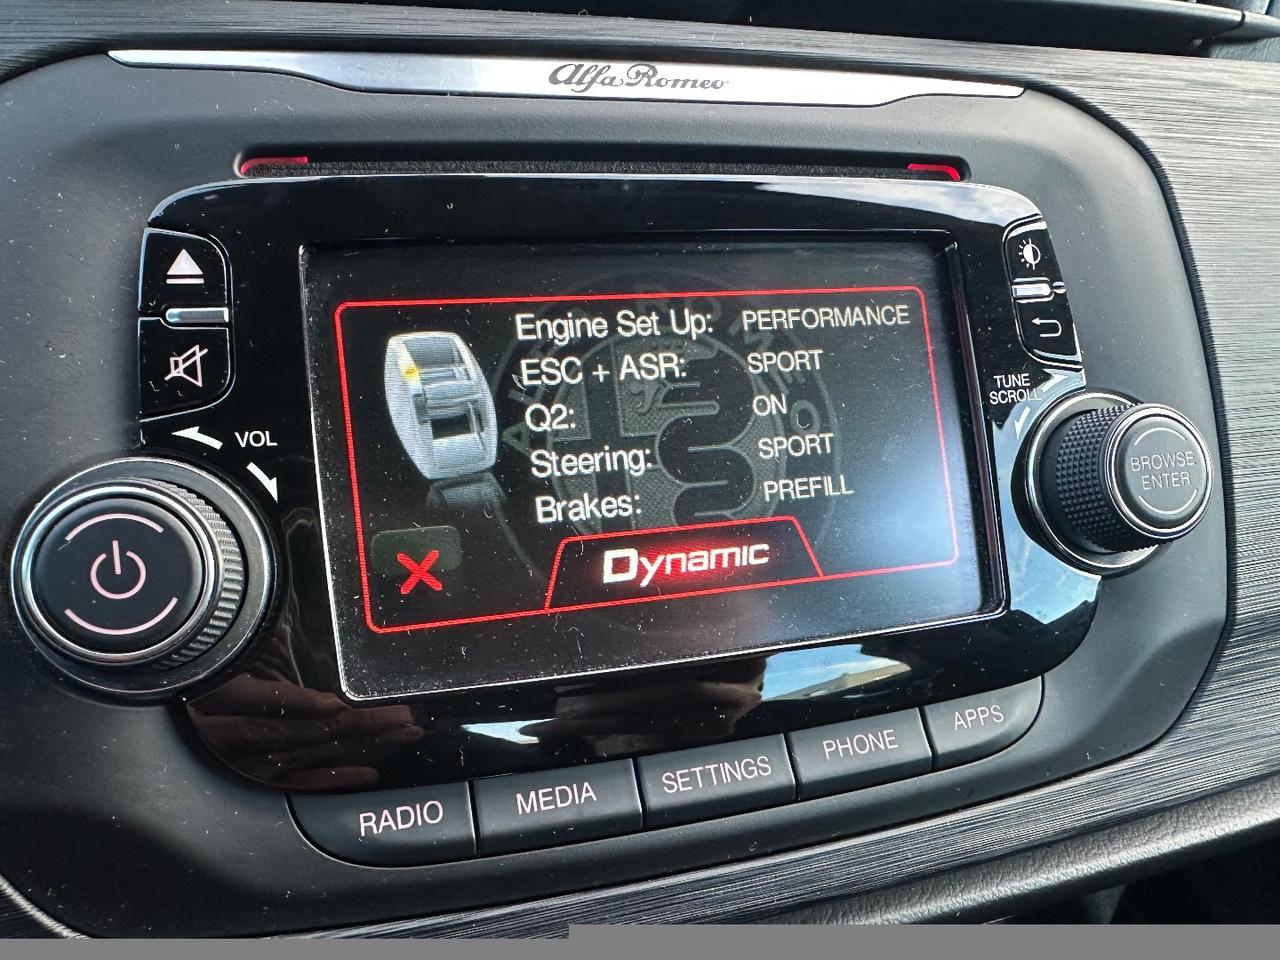 Alfa Romeo
VOL
TUNE
SCROLL
BROWSE
ENTER
Engine Set Up: PERFORMANCE
ESC + ASR: SPORT
Q2: ON
Steering: SPORT
Brakes: PREFILL
Dynamic
RADIO
MEDIA
SETTINGS
PHONE
APPS